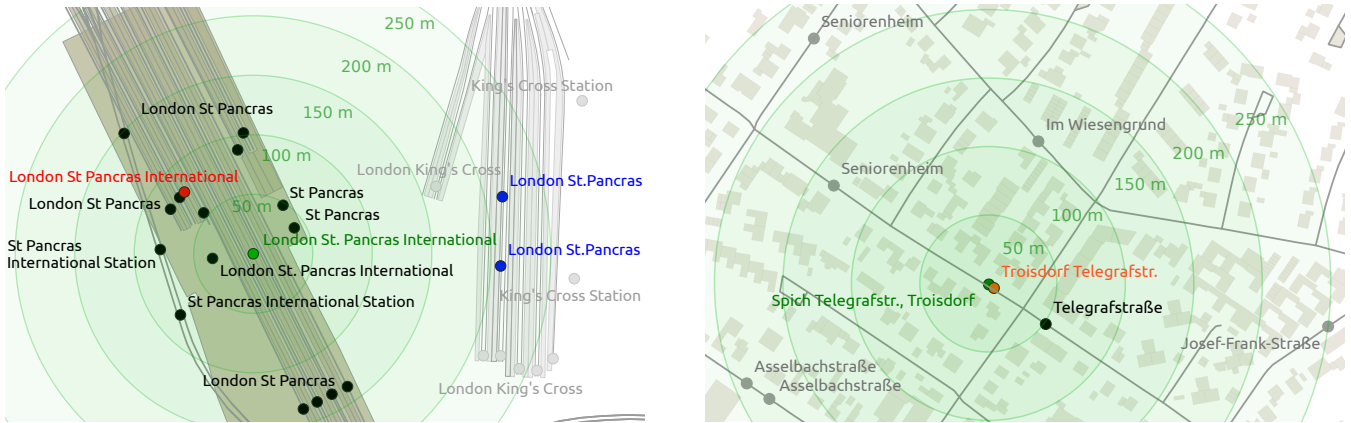 250 m
200 m
150 m
100 m
50 m
London St Pancras
London St Pancras International
London St Pancras
St Pancras
St Pancras
London St. Pancras International
St Pancras
International Station
London St. Pancras International
St Pancras International Station
London St Pancras
King's Cross Station
London King's Cross
London St.Pancras
London St.Pancras
King's Cross Station
London King's Cross
Seniorenheim
250 m
Im Wiesengrund
200 m
Seniorenheim
150 m
100 m
50 m
Troisdorf Telegrafstr.
Spich Telegrafstr., Troisdorf
Telegrafstraße
Josef-Frank-Straße
Asselbachstraße
Asselbachstraße